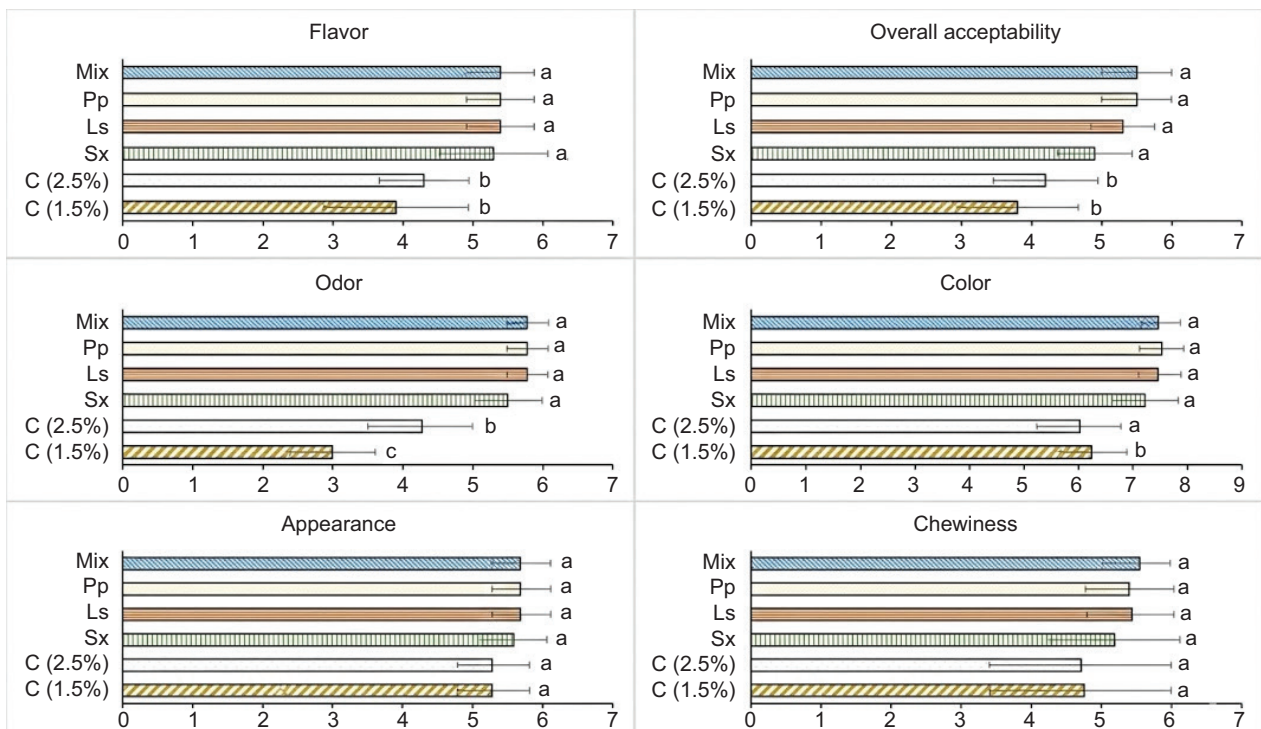 Flavor
Mix a
Pp a
Ls a
Sx a
C (2.5%) b
C (1.5%) b
0 1 2 3 4 5 6 7
Overall acceptability
Mix a
Pp a
Ls a
Sx a
C (2.5%) b
C (1.5%) b
0 1 2 3 4 5 6 7
Odor
Mix a
Pp a
Ls a
Sx a
C (2.5%) b
C (1.5%) c
0 1 2 3 4 5 6 7
Color
Mix a
Pp a
Ls a
Sx a
C (2.5%) a
C (1.5%) b
0 1 2 3 4 5 6 7 8 9
Appearance
Mix a
Pp a
Ls a
Sx a
C (2.5%) a
C (1.5%) a
0 1 2 3 4 5 6 7
Chewiness
Mix a
Pp a
Ls a
Sx a
C (2.5%) a
C (1.5%) a
0 1 2 3 4 5 6 7